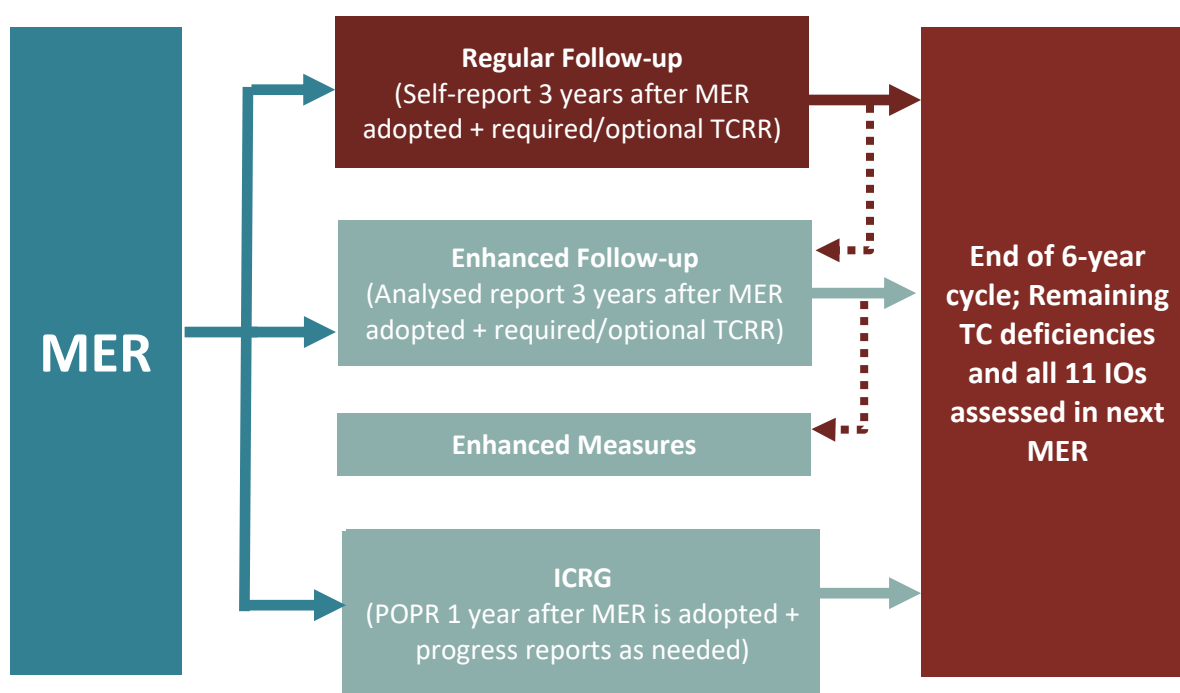 MER
Regular Follow-up
(Self-report 3 years after MER
adopted + required/optional TCRR)
Enhanced Follow-up
(Analysed report 3 years after MER
adopted + required/optional TCRR)
Enhanced Measures
ICRG
(POPR 1 year after MER is adopted +
progress reports as needed)
End of 6-year
cycle; Remaining
TC deficiencies
and all 11 IOs
assessed in next
MER